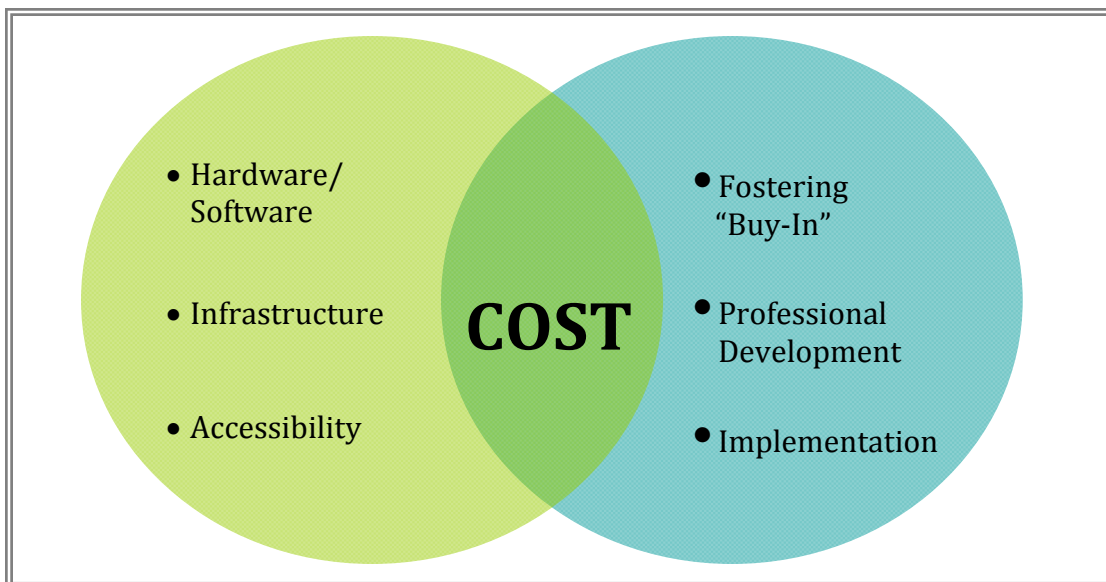 • Hardware/
Software
• Infrastructure
• Accessibility
COST
• Fostering
“Buy-In”
• Professional
Development
• Implementation